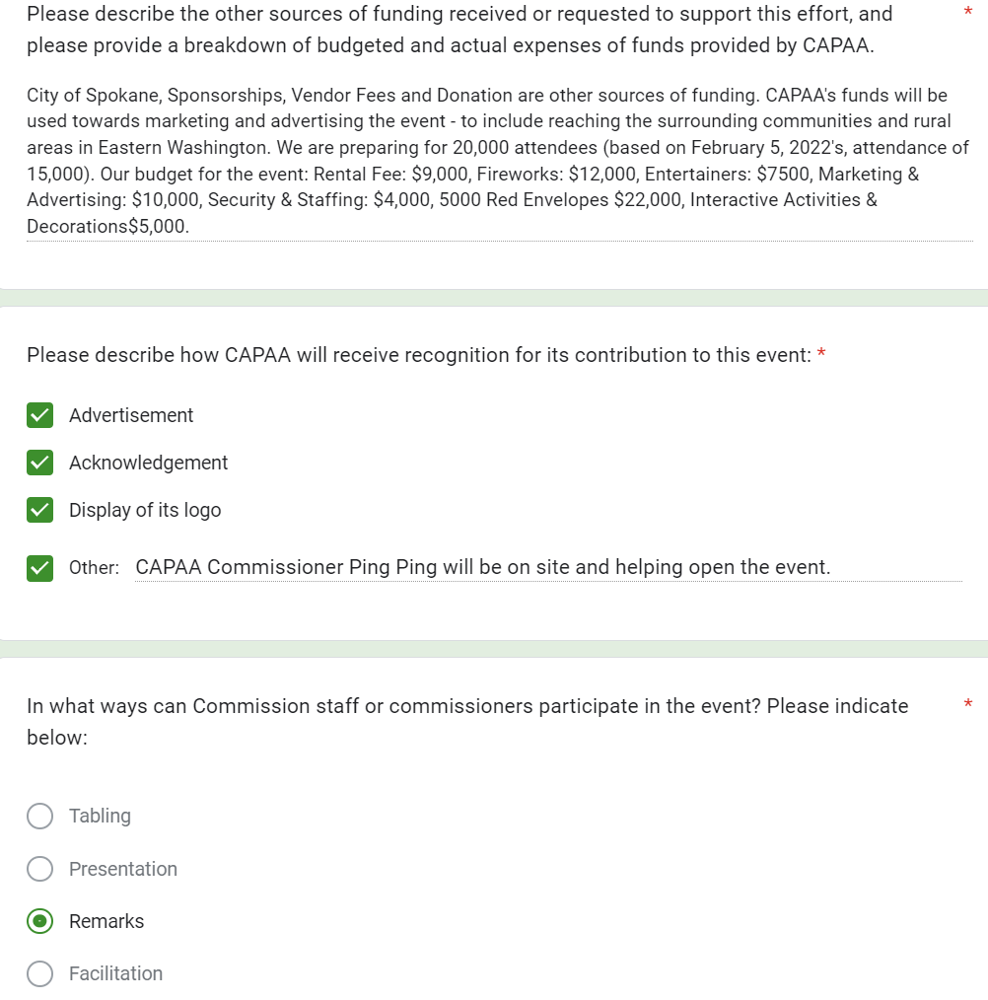 Please describe the other sources of funding received or requested to support this effort, and *
please provide a breakdown of budgeted and actual expenses of funds provided by CAPAA.
City of Spokane, Sponsorships, Vendor Fees and Donation are other sources of funding. CAPAA's funds will be
used towards marketing and advertising the event - to include reaching the surrounding communities and rural
areas in Eastern Washington. We are preparing for 20,000 attendees (based on February 5, 2022's, attendance of
15,000). Our budget for the event: Rental Fee: $9,000, Fireworks: $12,000, Entertainers: $7500, Marketing &
Advertising: $10,000, Security & Staffing: $4,000, 5000 Red Envelopes $22,000, Interactive Activities &
Decorations$5,000.
Please describe how CAPAA will receive recognition for its contribution to this event: *
Advertisement
Acknowledgement
Display of its logo
Other: CAPAA Commissioner Ping Ping will be on site and helping open the event.
In what ways can Commission staff or commissioners participate in the event? Please indicate *
below:
Tabling
Presentation
Remarks
Facilitation